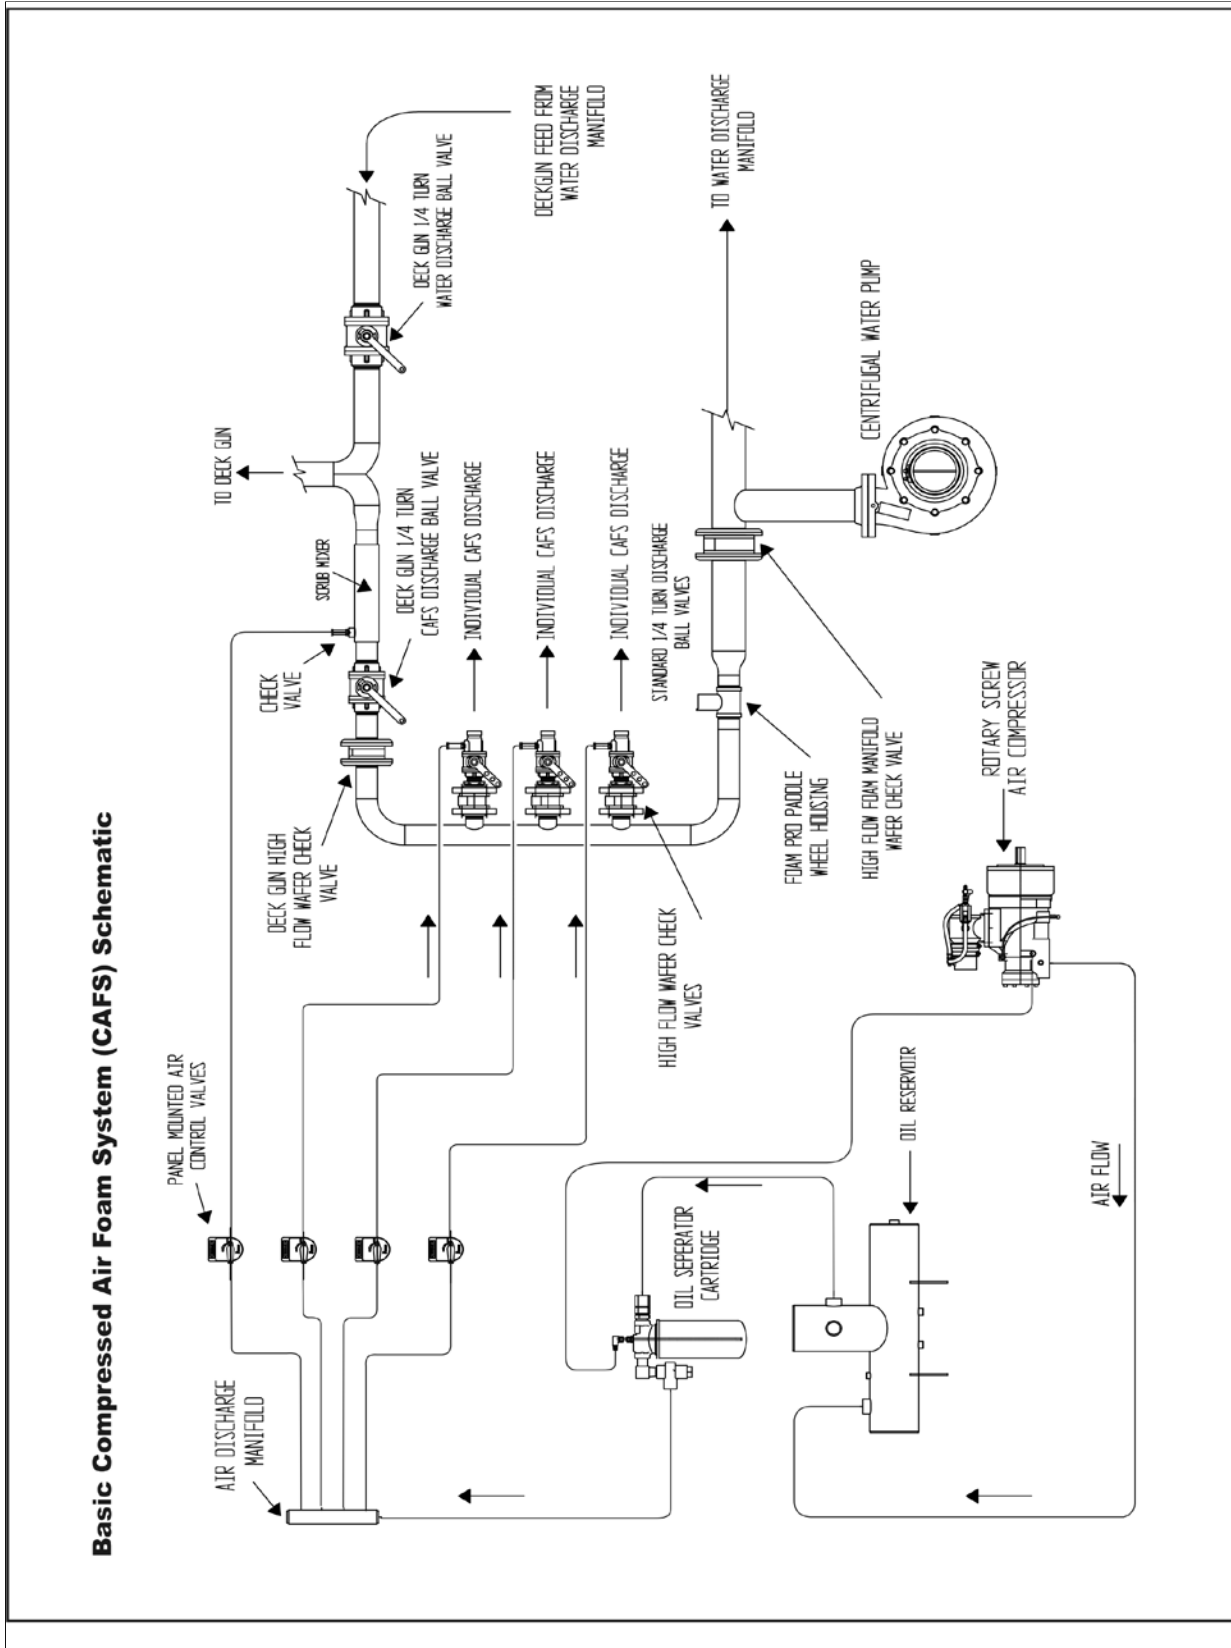 Basic Compressed Air Foam System (CAFS) Schematic
AIR DISCHARGE
MANIFOLD
PANEL MOUNTED AIR
CONTROL VALVES
DECK GUN HIGH
FLOW WAFER CHECK
VALVE
CHECK
VALVE
SCRUB MIXER
TO DECK GUN
DECK GUN 1/4 TURN
CAFS DISCHARGE BALL VALVE
DECK GUN 1/4 TURN
WATER DISCHARGE BALL VALVE
DECKGUN FEED FROM
WATER DISCHARGE
MANIFOLD
INDIVIDUAL CAFS DISCHARGE
INDIVIDUAL CAFS DISCHARGE
INDIVIDUAL CAFS DISCHARGE
STANDARD 1/4 TURN DISCHARGE
BALL VALVES
TO WATER DISCHARGE
MANIFOLD
HIGH FLOW WAFER CHECK
VALVES
OIL SEPERATOR
CARTRIDGE
FOAM PRO PADDLE
WHEEL HOUSING
HIGH FLOW FOAM MANIFOLD
WAFER CHECK VALVE
CENTRIFUGAL WATER PUMP
OIL RESERVOIR
ROTARY SCREW
AIR COMPRESSOR
AIR FLOW